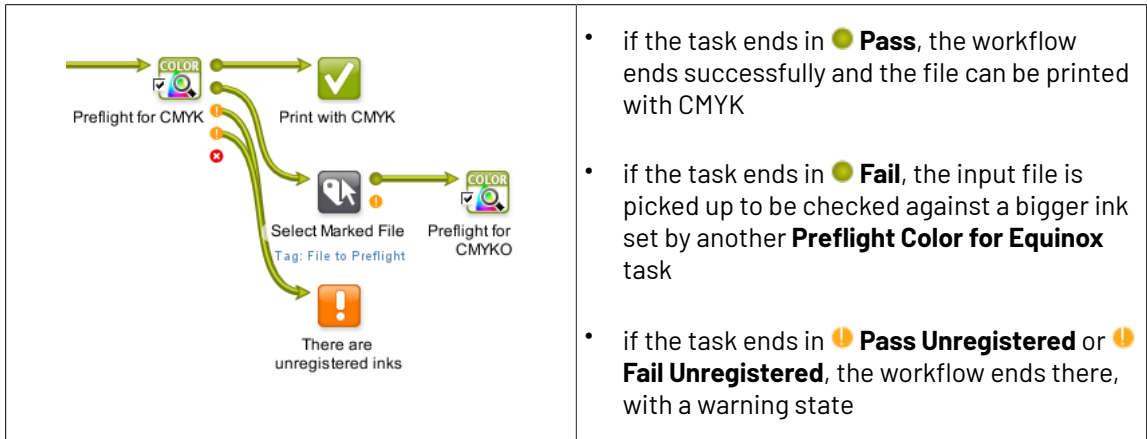 COLOR
Preflight for CMYK
Print with CMYK
COLOR
Select Marked File
Tag: File to Preflight
Preflight for
CMYKO
There are
unregistered inks
• if the task ends in Pass, the workflow
ends successfully and the file can be printed
with CMYK
• if the task ends in Fail, the input file is
picked up to be checked against a bigger ink
set by another Preflight Color for Equinox
task
• if the task ends in Pass Unregistered or
Fail Unregistered, the workflow ends there,
with a warning state